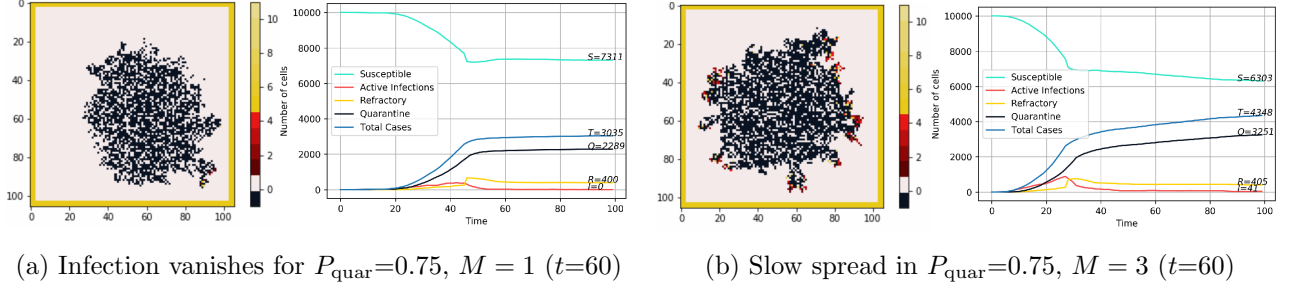 0
20
40
60
80
100
0 20 40 60 80 100
10
8
6
4
2
0
Number of cells
10000
8000
6000
4000
2000
0
Susceptible
Active Infections
Refractory
Quarantine
Total Cases
S=7311
T=3035
Q=2289
R=400
I=0
0 20 40 60 80 100
Time
0
20
40
60
80
100
0 20 40 60 80 100
10
8
6
4
2
0
Number of cells
10000
8000
6000
4000
2000
0
Susceptible
Active Infections
Refractory
Quarantine
Total Cases
S=6303
T=4348
Q=3251
R=405
I=41
0 20 40 60 80 100
Time
(a) Infection vanishes for P_quar=0.75, M = 1 (t=60)
(b) Slow spread in P_quar=0.75, M = 3 (t=60)